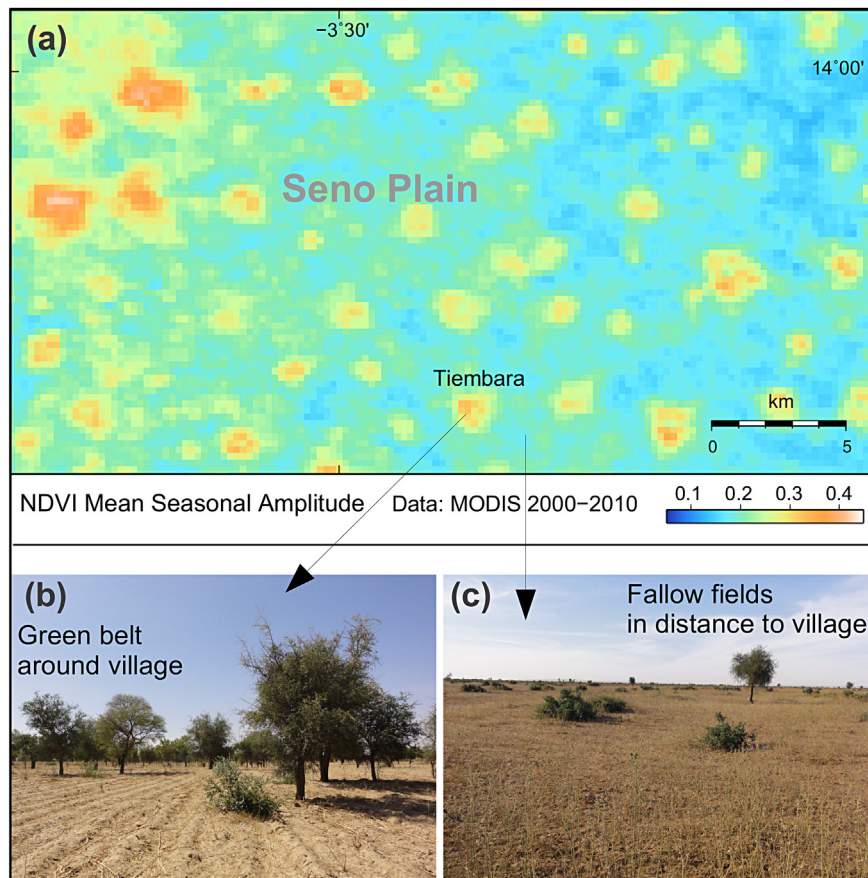 (a)
−3˚30'
14˚00'
Seno Plain
Tiembara
km
0 5
NDVI Mean Seasonal Amplitude Data: MODIS 2000−2010
0.1 0.2 0.3 0.4
(b)
Green belt
around village
(c)
Fallow fields
in distance to village